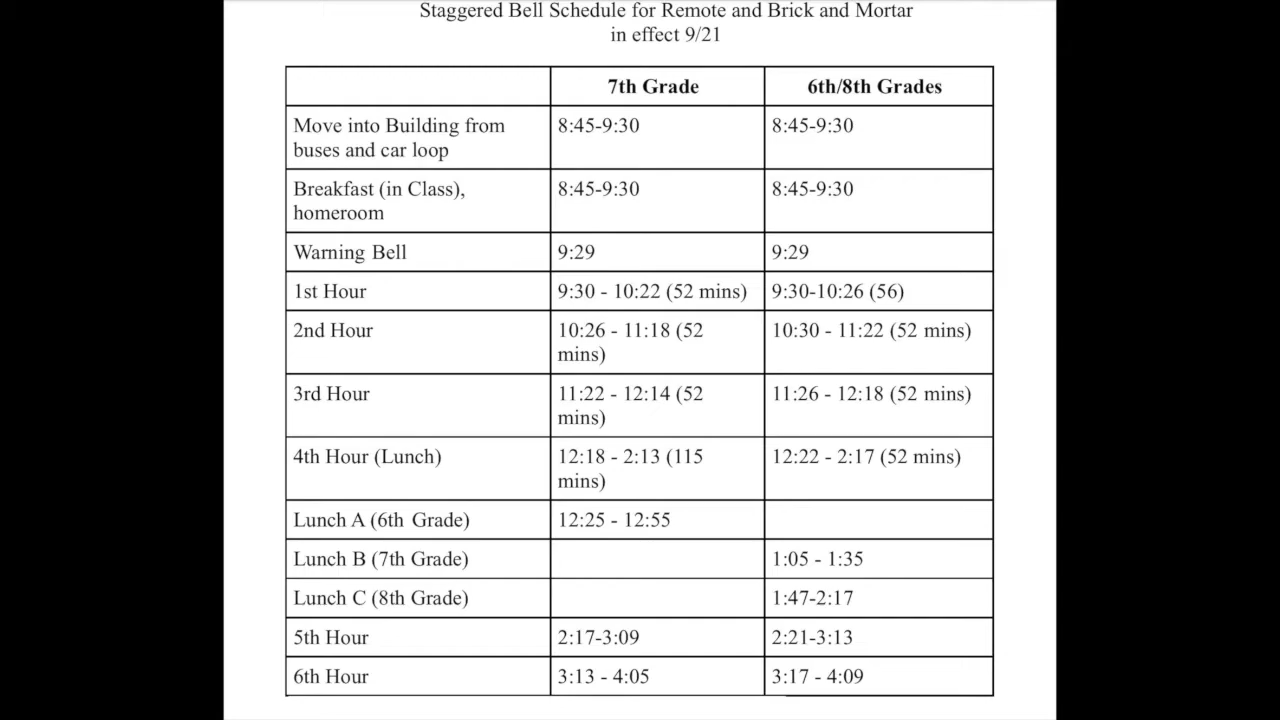 Staggered Bell Schedule for Remote and Brick and Mortar
in effect 9/21
7th Grade 6th/8th Grades
Move into Building from 8:45-9:30 8:45-9:30
buses and car loop
Breakfast (in Class), 8:45-9:30 8:45-9:30
homeroom
Warning Bell 9:29 9:29
1st Hour 9:30 - 10:22 (52 mins) 9:30-10:26 (56)
2nd Hour 10:26 - 11:18 (52 10:30 - 11:22 (52 mins)
mins)
3rd Hour 11:22 - 12:14 (52 11:26 - 12:18 (52 mins)
mins)
4th Hour (Lunch) 12:18 - 2:13 (115 12:22 - 2:17 (52 mins)
mins)
Lunch A (6th Grade) 12:25 - 12:55
Lunch B (7th Grade) 1:05 - 1:35
Lunch C (8th Grade) 1:47-2:17
5th Hour 2:17-3:09 2:21-3:13
6th Hour 3:13 - 4:05 3:17 - 4:09